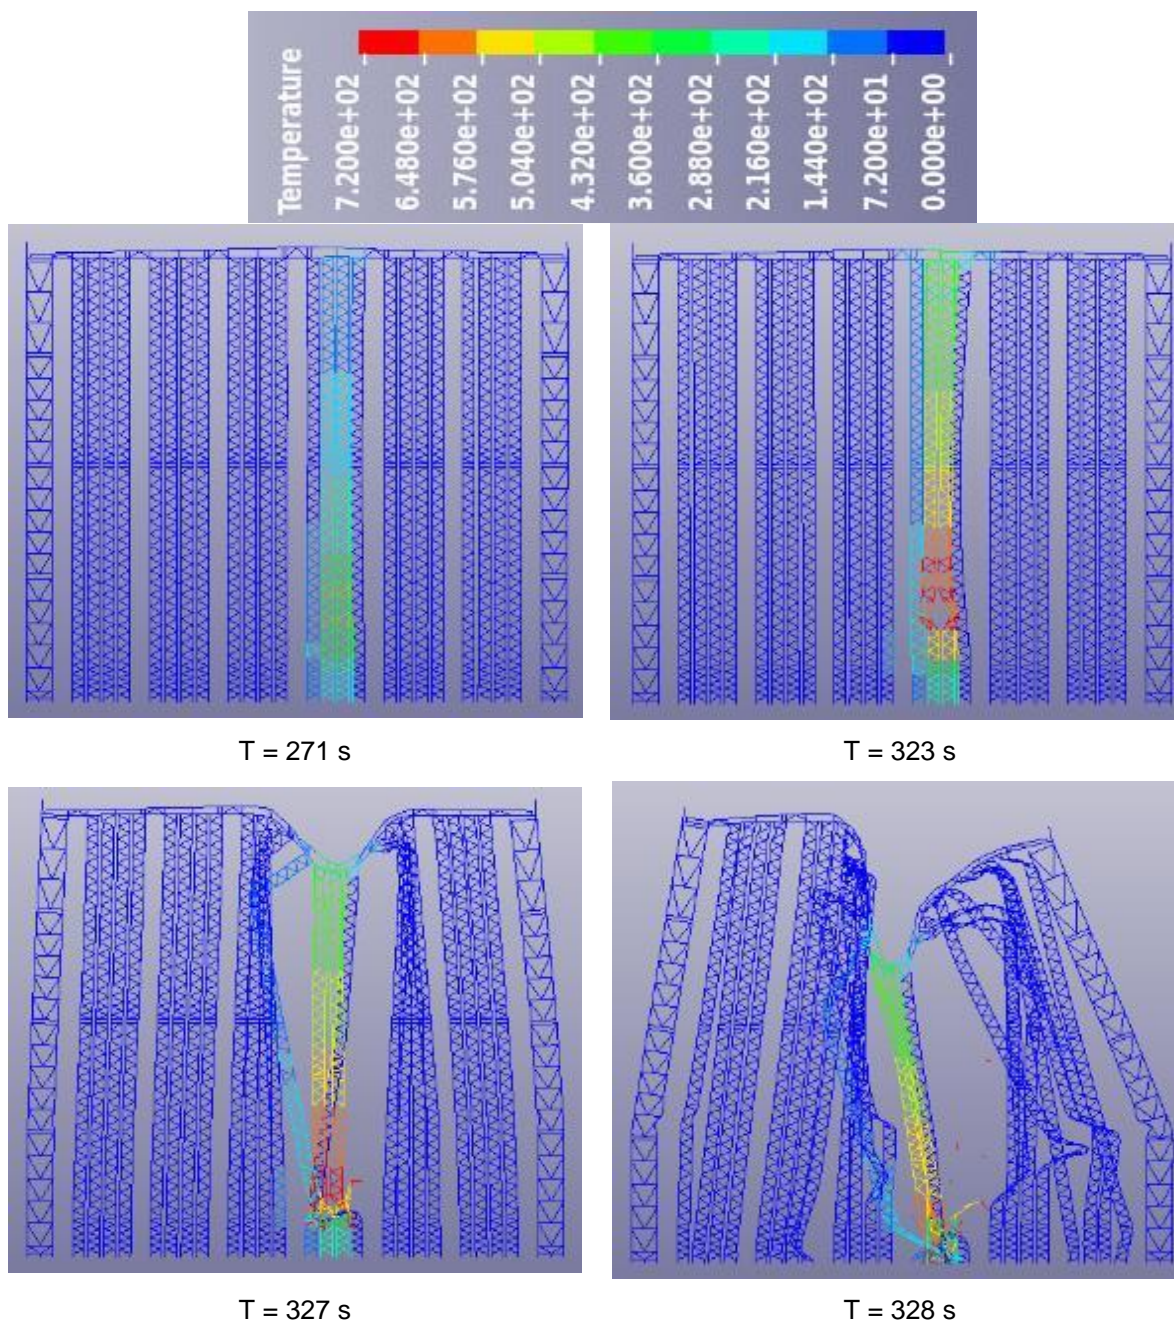 Temperature
7.200e+02
6.480e+02
5.760e+02
5.040e+02
4.320e+02
3.600e+02
2.880e+02
2.160e+02
1.440e+02
7.200e+01
0.000e+00
T = 271 s
T = 323 s
T = 327 s
T = 328 s